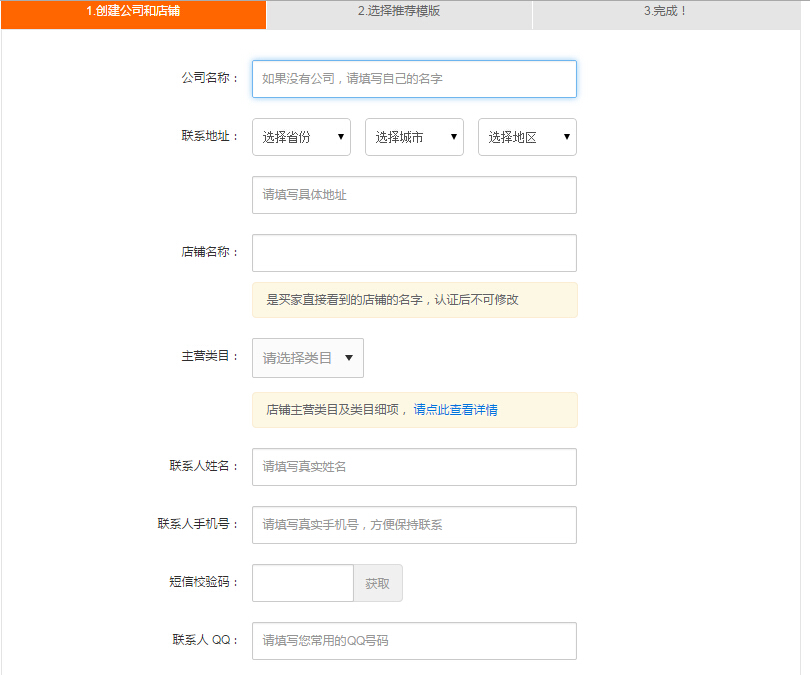 1.创建公司和店铺
2.选择推荐模版
3.完成！
公司名称：
如果没有公司，请填写自己的名字
联系地址：
选择省份
选择城市
选择地区
请填写具体地址
店铺名称：
是买家直接看到的店铺的名字，认证后不可修改
主营类目：
请选择类目
店铺主营类目及类目细项， 请点此查看详情
联系人姓名：
请填写真实姓名
联系人手机号：
请填写真实手机号，方便保持联系
短信校验码：
获取
联系人 QQ：
请填写您常用的QQ号码